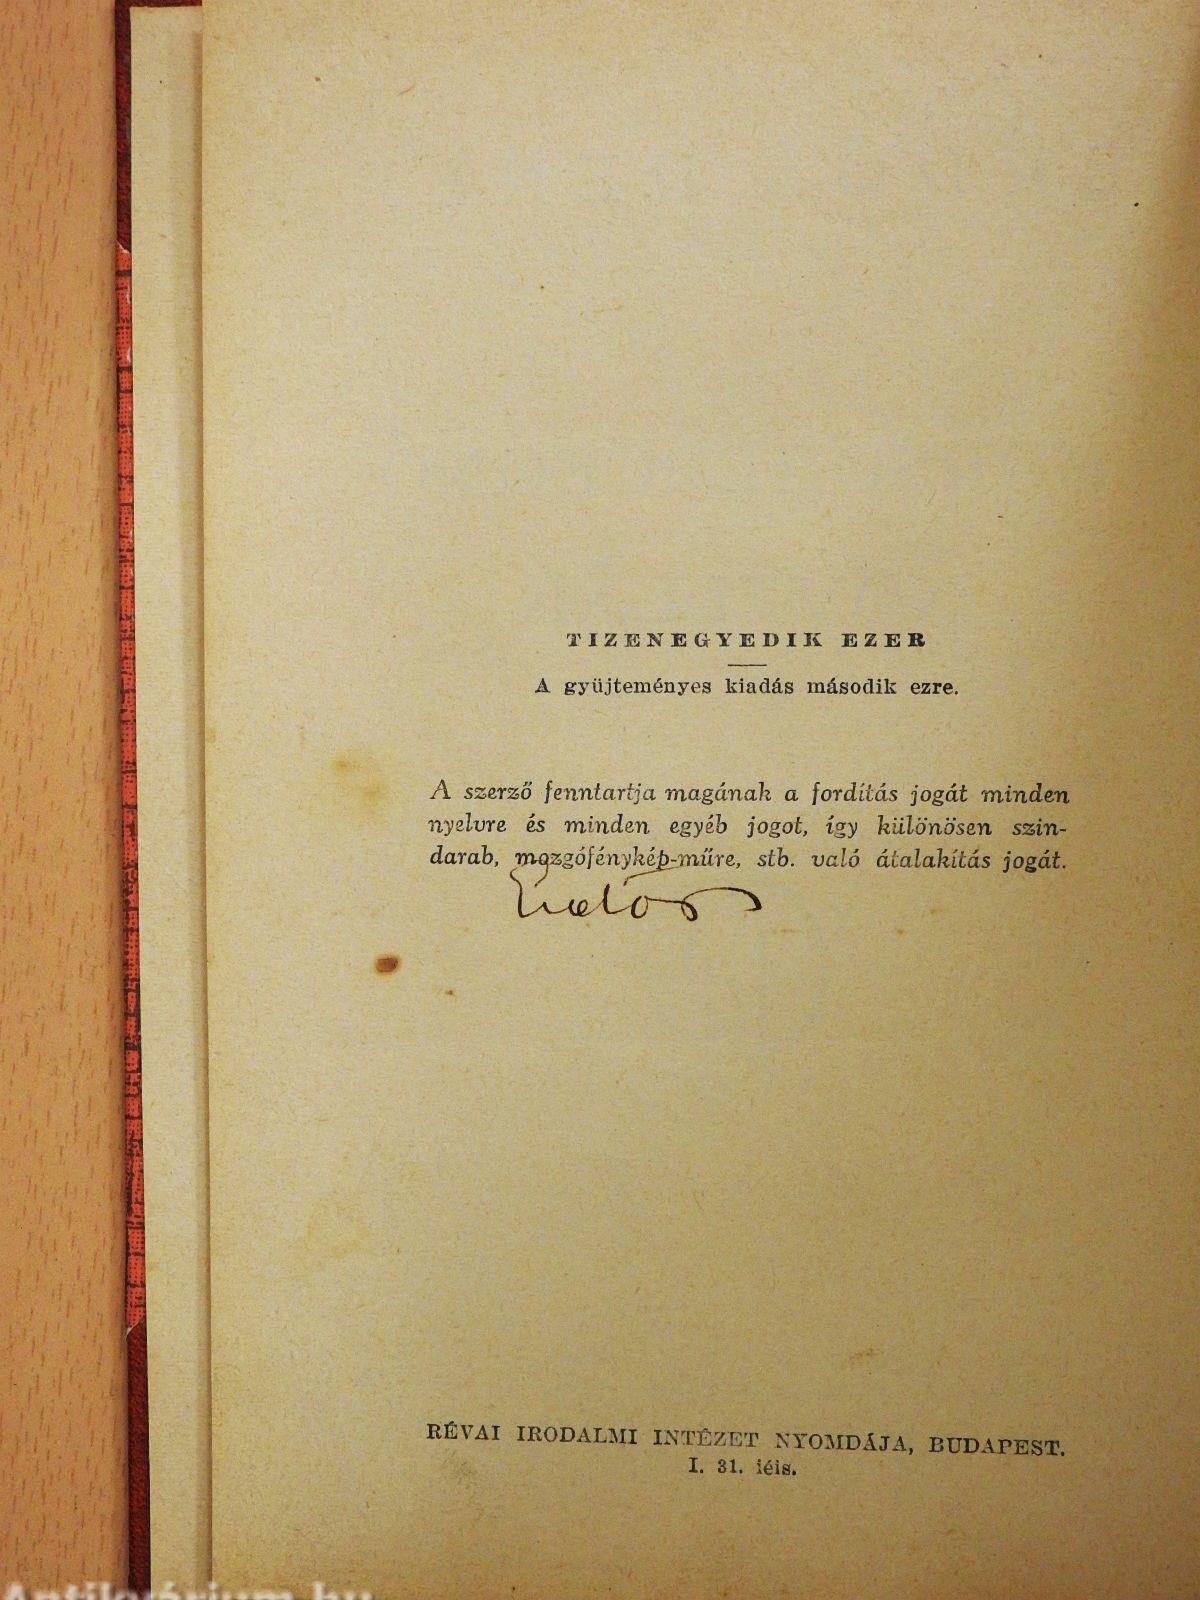 TIZENEGYEDIK EZER
A gyüjteményes kiadás második ezre.
A szerző fenntartja magának a fordítás jogát minden
nyelvre és minden egyéb jogot, így különösen szin-
darab, mozgófénykép-műre, stb. való átalakítás jogát.
RÉVAI IRODALMI INTÉZET NYOMDÁJA, BUDAPEST.
I. 31. iéis.